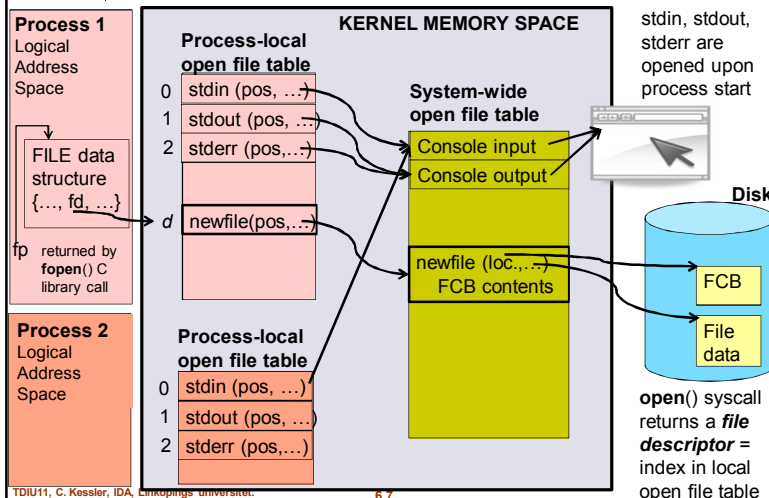 Process 1
Logical
Address
Space
FILE data
structure
{…, fd, …}
fp returned by
fopen() C
library call
Process 2
Logical
Address
Space
KERNEL MEMORY SPACE
Process-local
open file table
0 stdin (pos, …)
1 stdout (pos, …)
2 stderr (pos,…)
d newfile(pos,…)
Process-local
open file table
0 stdin (pos, …)
1 stdout (pos, …)
2 stderr (pos,…)
System-wide
open file table
Console input
Console output
newfile (loc.,…)
FCB contents
stdin, stdout,
stderr are
opened upon
process start
Disk
FCB
File
data
open() syscall
returns a file
descriptor =
index in local
open file table
TDIU11, C. Kessler, IDA, Linköpings universitet.
6.7